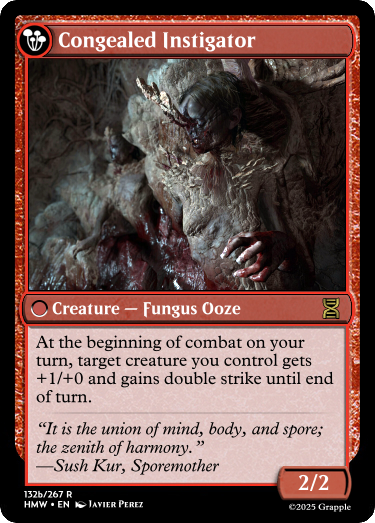 Congealed Instigator
Creature — Fungus Ooze
At the beginning of combat on your
turn, target creature you control gets
+1/+0 and gains double strike until end
of turn.
“It is the union of mind, body, and spore;
the zenith of harmony.”
—Sush Kur, Sporemother
2/2
132b/267 R
HMW • EN Javier Perez
©2025 Grapple